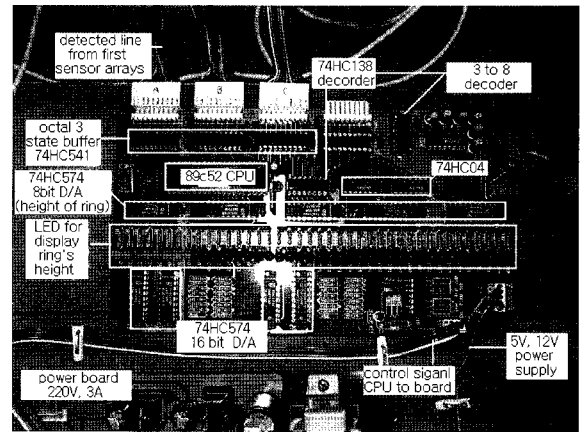 detected line
from first
sensor arrays
A
B
C
74HC138
decorder
3 to 8
decoder
octal 3
state buffer
74HC541
89c52 CPU
74HC04
74HC574
8bit D/A
(height of ring)
LED for
display
ring's
height
74HC574
16 bit D/A
power board
220V, 3A
control siganl
CPU to board
5V, 12V
power
supply